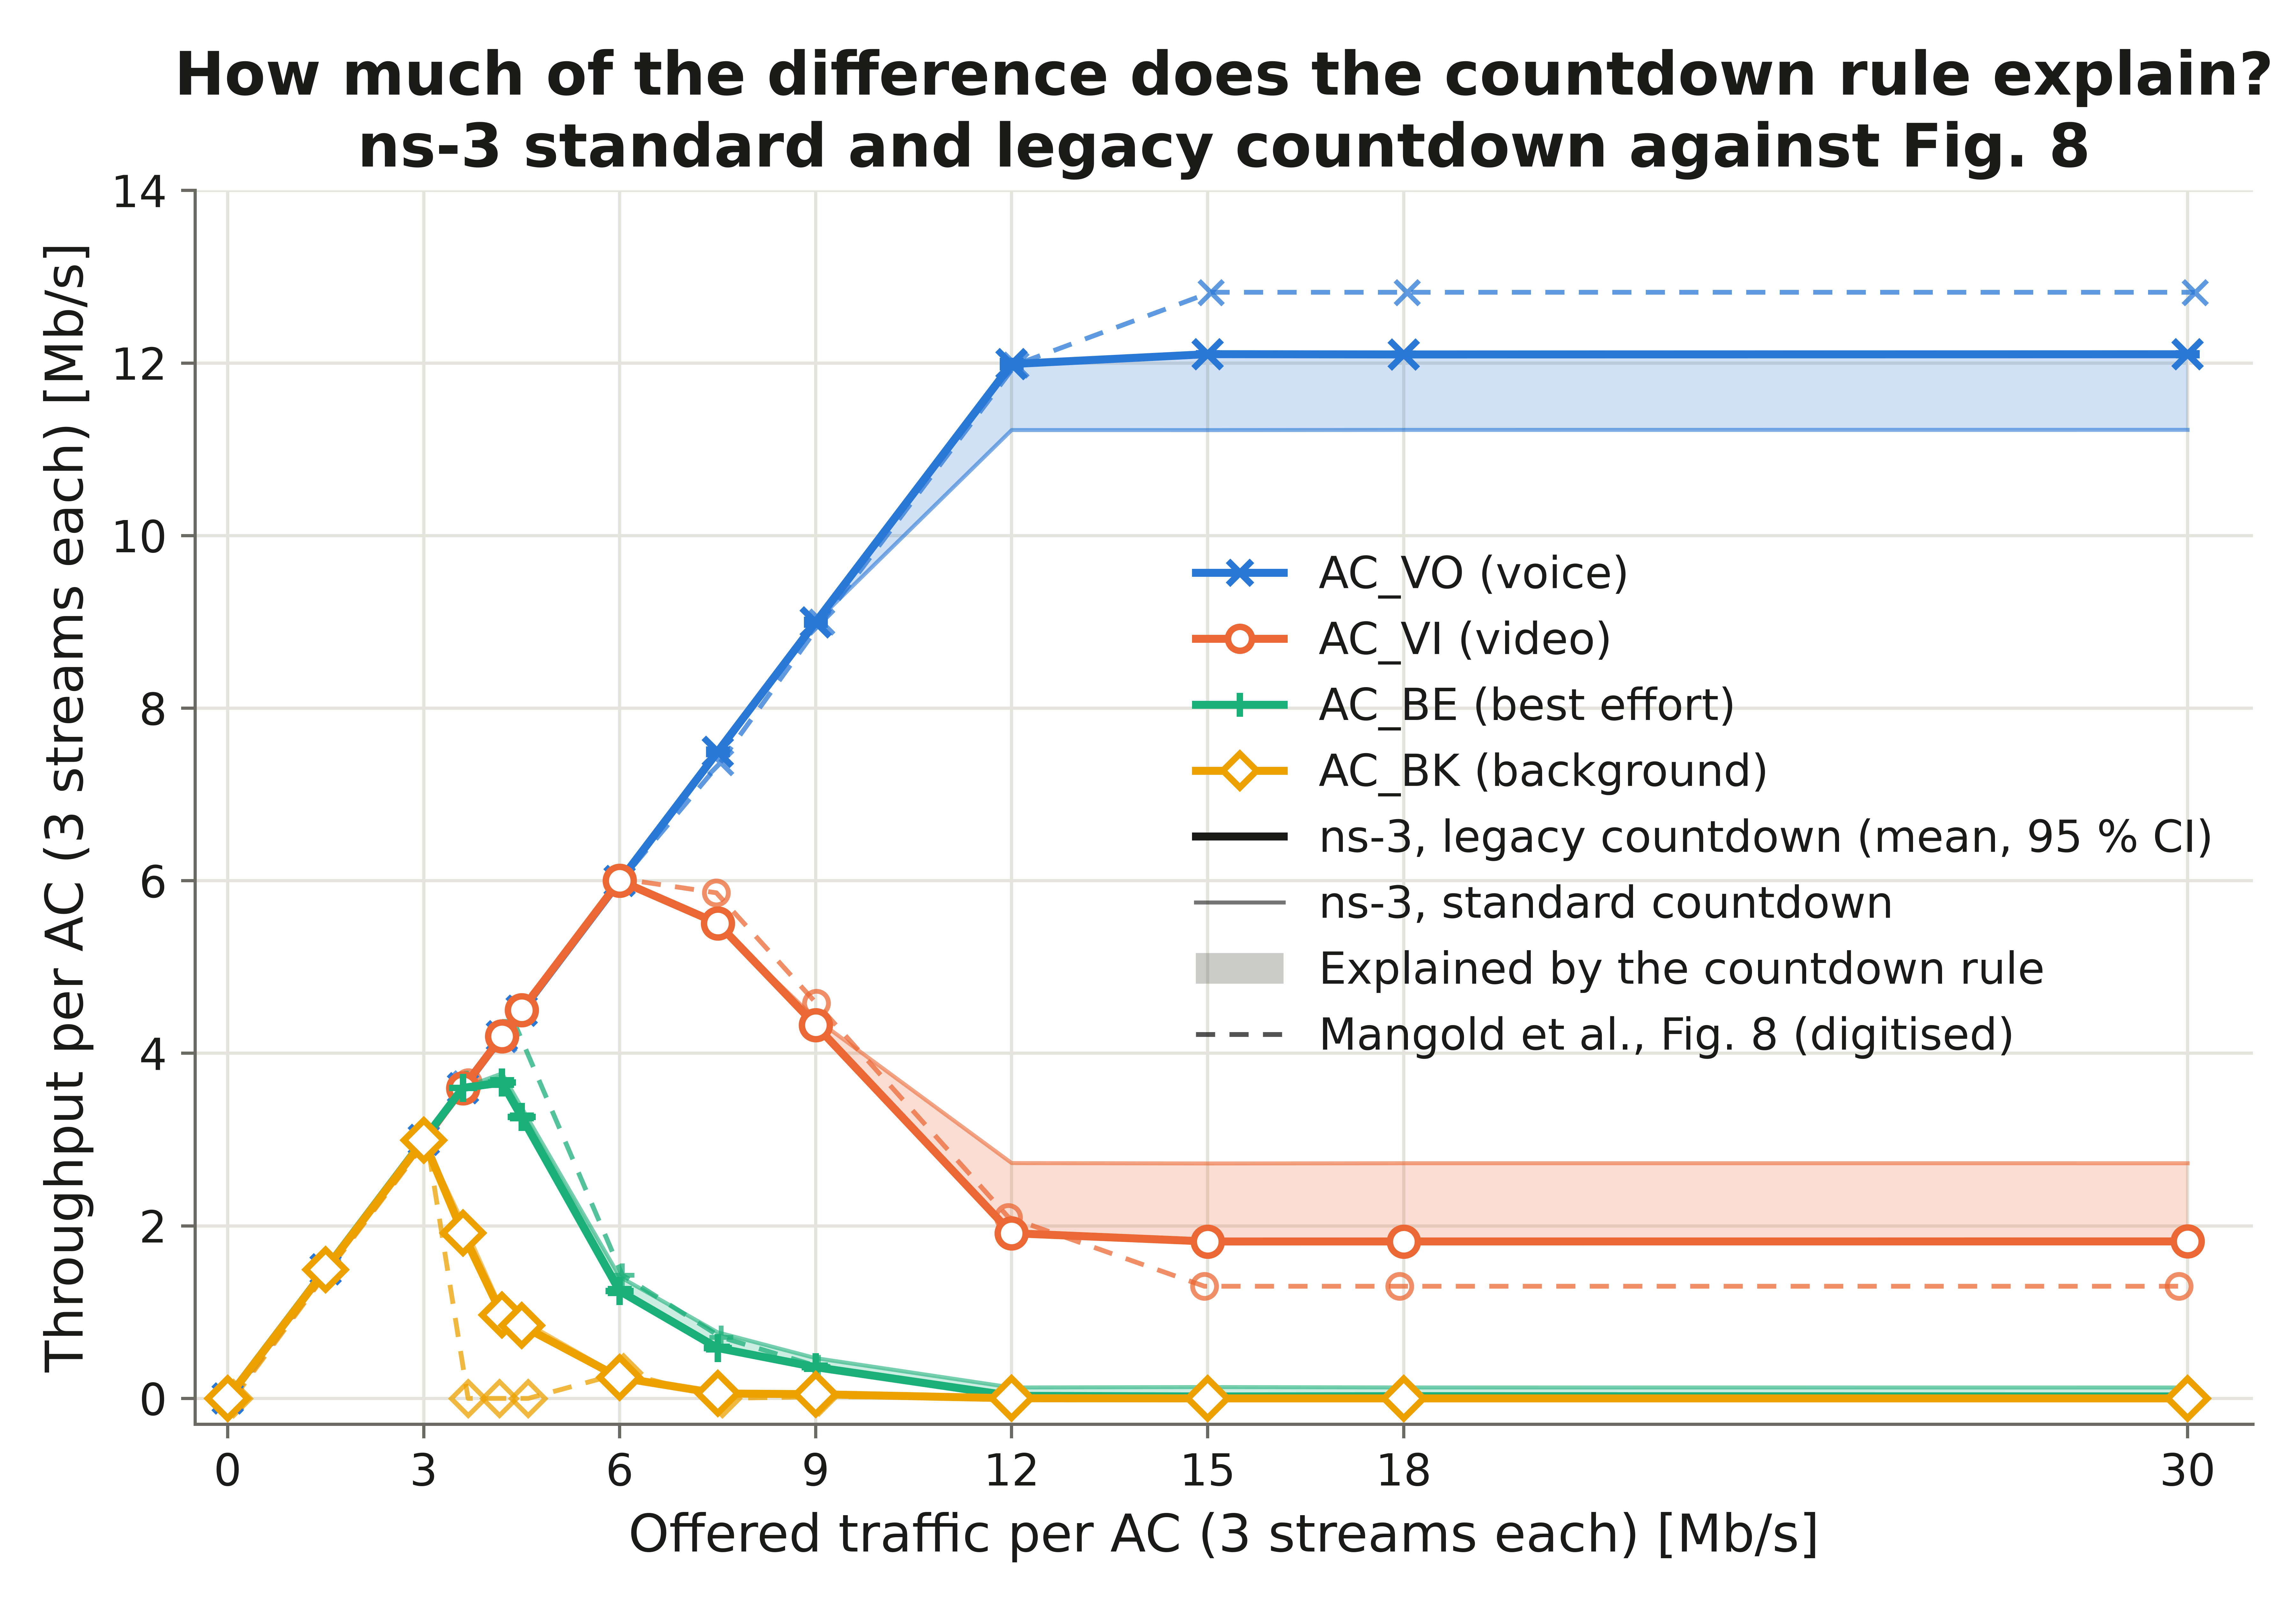 How much of the difference does the countdown rule explain?
ns-3 standard and legacy countdown against Fig. 8
Throughput per AC (3 streams each) [Mb/s]
14
12
10
8
6
4
2
0
AC_VO (voice)
AC_VI (video)
AC_BE (best effort)
AC_BK (background)
ns-3, legacy countdown (mean, 95 % CI)
ns-3, standard countdown
Explained by the countdown rule
Mangold et al., Fig. 8 (digitised)
0 3 6 9 12 15 18 30
Offered traffic per AC (3 streams each) [Mb/s]